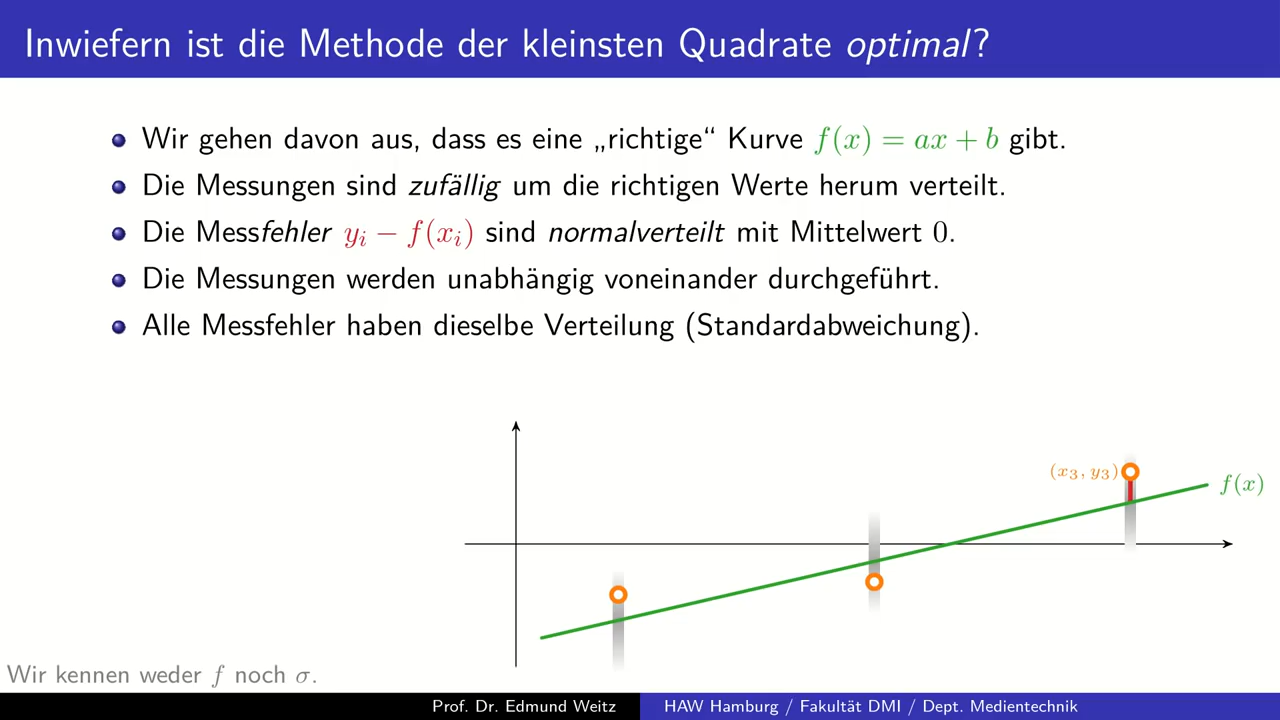 Inwiefern ist die Methode der kleinsten Quadrate optimal?
Wir gehen davon aus, dass es eine „richtige“ Kurve f(x) = ax + b gibt.
Die Messungen sind zufällig um die richtigen Werte herum verteilt.
Die Messfehler yᵢ − f(xᵢ) sind normalverteilt mit Mittelwert 0.
Die Messungen werden unabhängig voneinander durchgeführt.
Alle Messfehler haben dieselbe Verteilung (Standardabweichung).
(x₃, y₃)
f(x)
Wir kennen weder f noch σ.
Prof. Dr. Edmund Weitz
HAW Hamburg / Fakultät DMI / Dept. Medientechnik